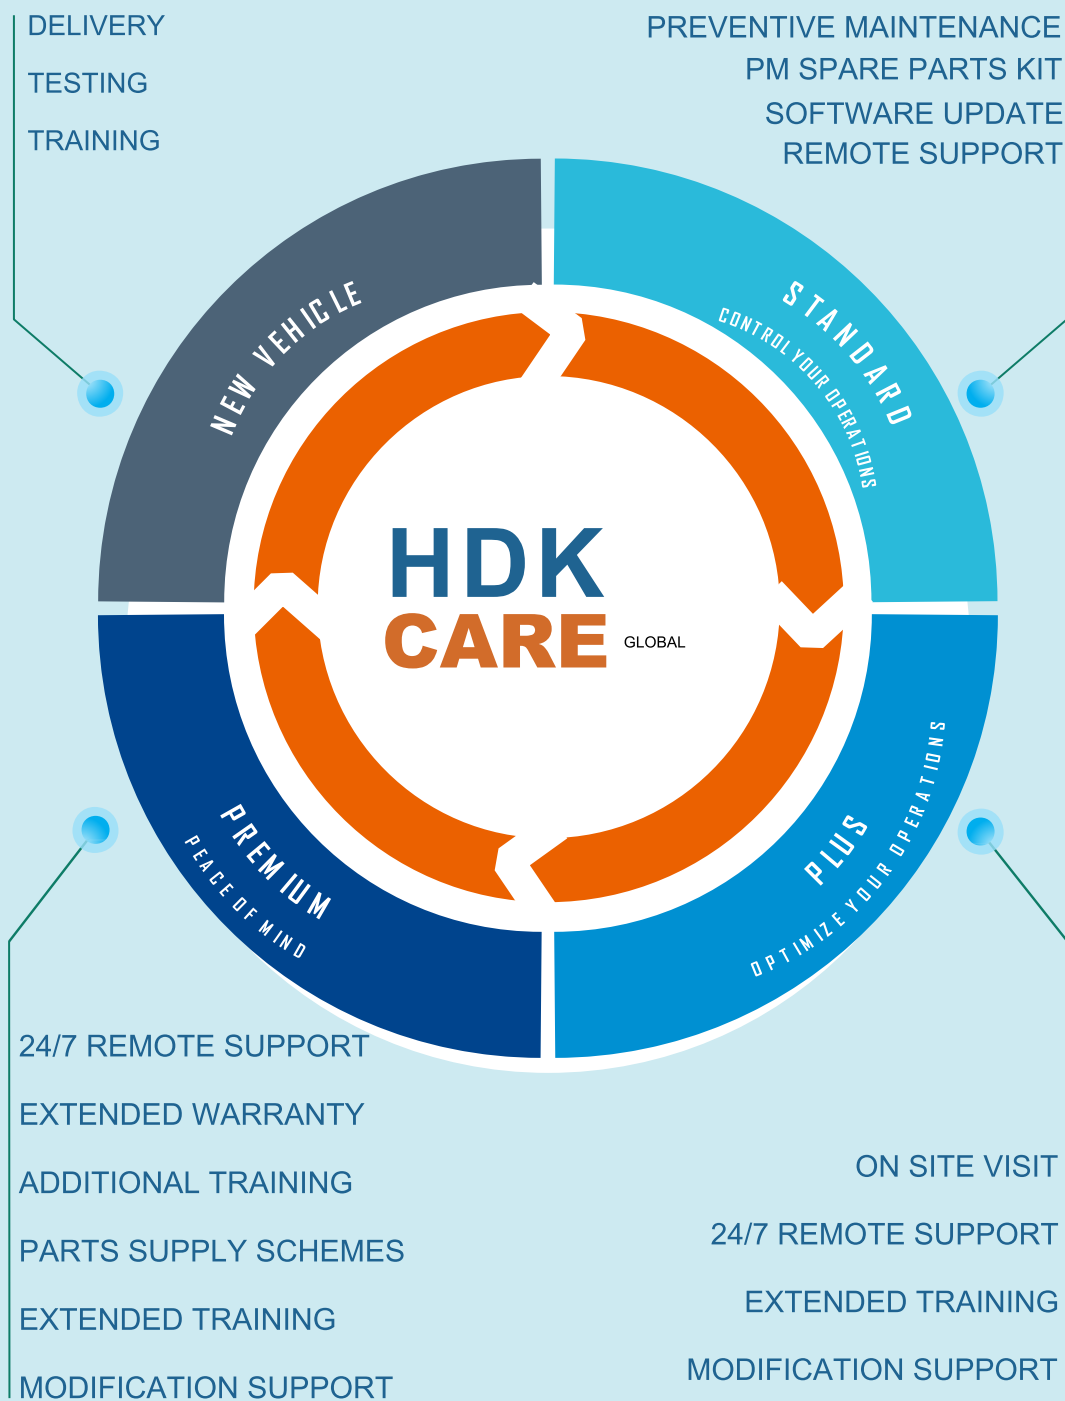 DELIVERY
TESTING
TRAINING
PREVENTIVE MAINTENANCE
PM SPARE PARTS KIT
SOFTWARE UPDATE
REMOTE SUPPORT
NEW VEHICLE
STANDARD
CONTROL YOUR OPERATIONS
HDK
CARE GLOBAL
PREMIUM
PEACE OF MIND
PLUS
OPTIMIZE YOUR OPERATIONS
24/7 REMOTE SUPPORT
EXTENDED WARRANTY
ADDITIONAL TRAINING
PARTS SUPPLY SCHEMES
EXTENDED TRAINING
MODIFICATION SUPPORT
ON SITE VISIT
24/7 REMOTE SUPPORT
EXTENDED TRAINING
MODIFICATION SUPPORT